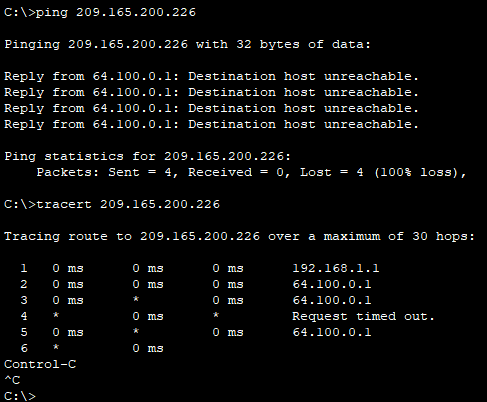 C:\>ping 209.165.200.226
Pinging 209.165.200.226 with 32 bytes of data:
Reply from 64.100.0.1: Destination host unreachable.
Reply from 64.100.0.1: Destination host unreachable.
Reply from 64.100.0.1: Destination host unreachable.
Reply from 64.100.0.1: Destination host unreachable.
Ping statistics for 209.165.200.226:
    Packets: Sent = 4, Received = 0, Lost = 4 (100% loss),
C:\>tracert 209.165.200.226
Tracing route to 209.165.200.226 over a maximum of 30 hops:
  1   0 ms      0 ms      0 ms      192.168.1.1
  2   0 ms      0 ms      0 ms      64.100.0.1
  3   0 ms      *         0 ms      64.100.0.1
  4   *         0 ms      *         Request timed out.
  5   0 ms      *         0 ms      64.100.0.1
  6   *         0 ms
Control-C
^C
C:\>